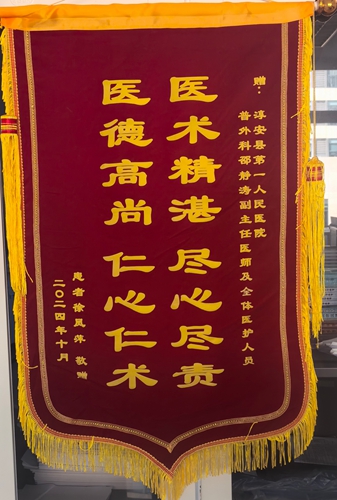 赠：淳安县第一人民医院
普外科邵静涛副主任医师及全体医护人员
医术精湛 尽心尽责
医德高尚 仁心仁术
患者徐凤萍 敬赠
二〇二四年十月